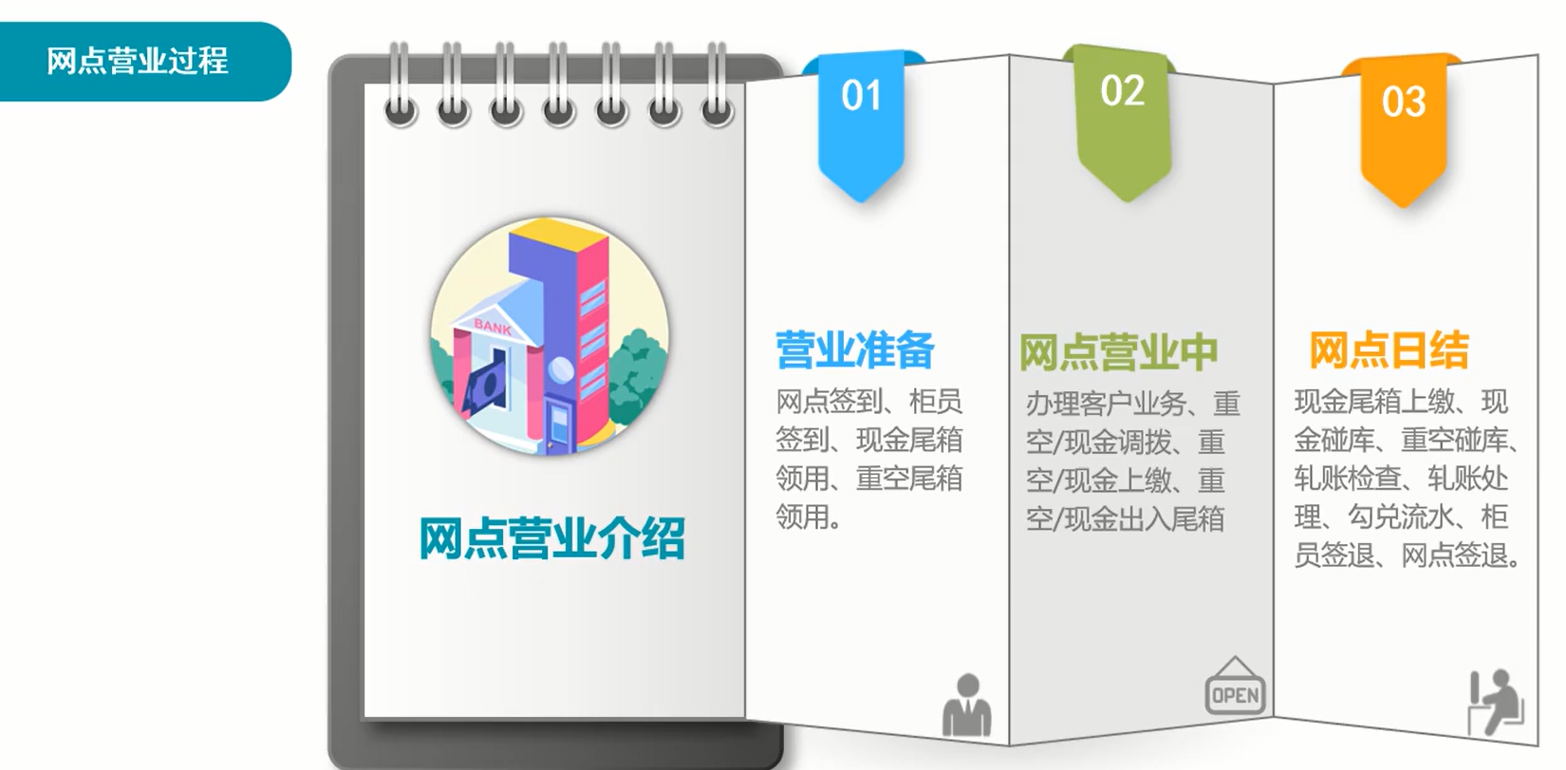 网点营业过程
BANK
网点营业介绍
01
营业准备
网点签到、柜员
签到、现金尾箱
领用、重空尾箱
领用。
02
网点营业中
办理客户业务、重
空/现金调拨、重
空/现金上缴、重
空/现金出入尾箱
OPEN
03
网点日结
现金尾箱上缴、现
金碰库、重空碰库、
轧账检查、轧账处
理、勾兑流水、柜
员签退、网点签退。